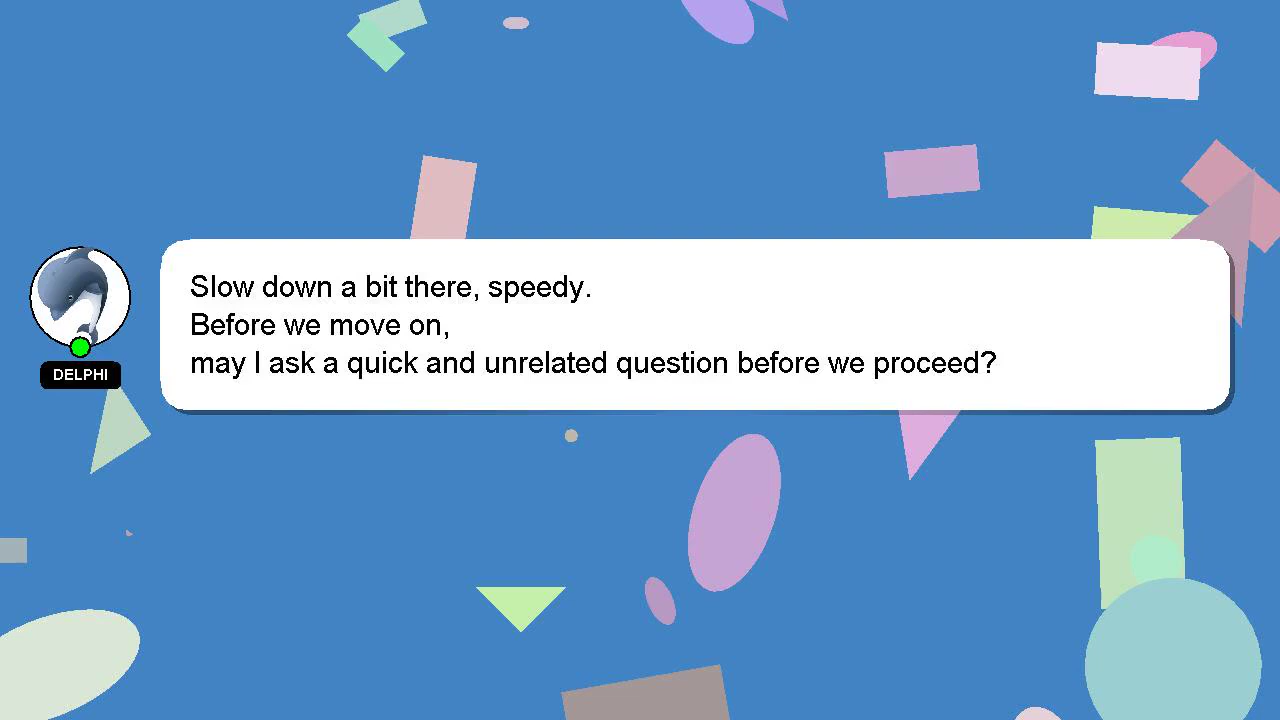 Slow down a bit there, speedy.
Before we move on,
may I ask a quick and unrelated question before we proceed?
DELPHI